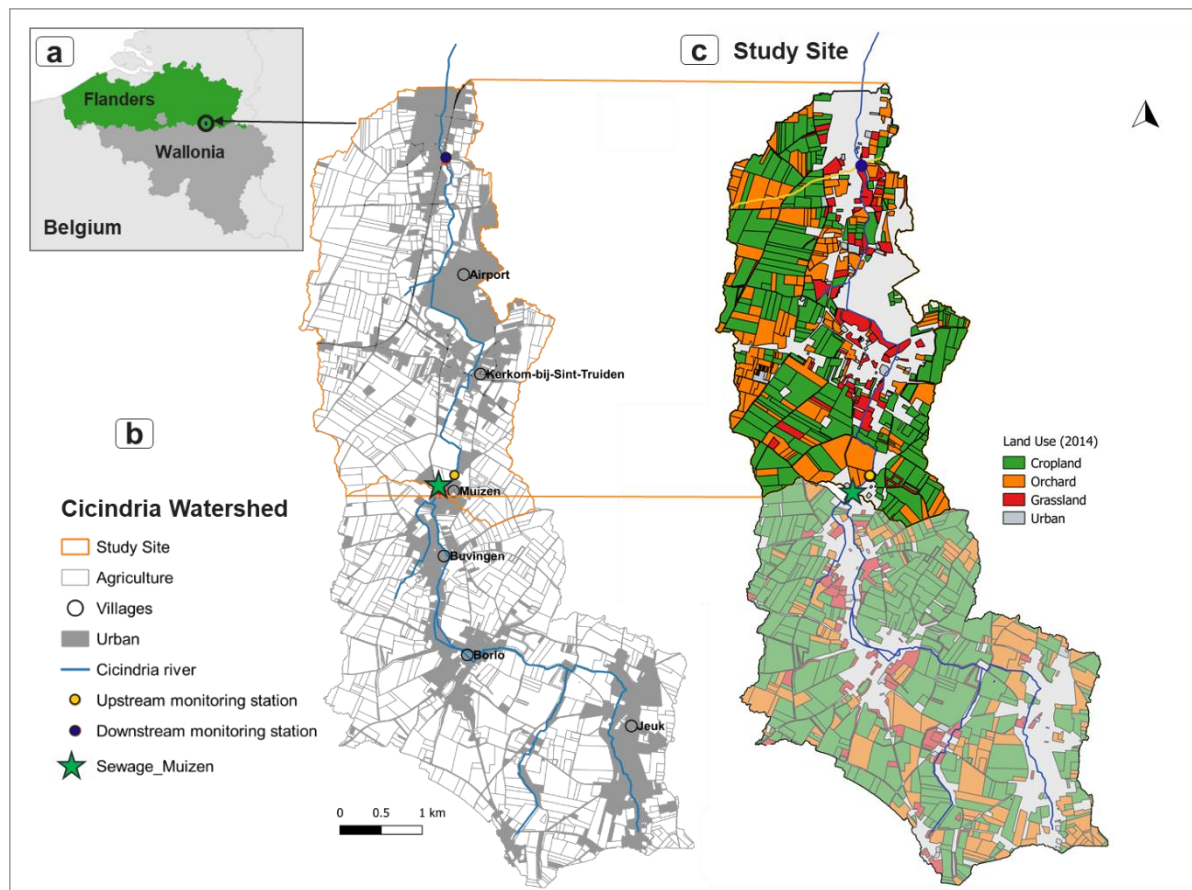 a
Flanders
Wallonia
Belgium
b
Cicindria Watershed
Study Site
Agriculture
Villages
Urban
Cicindria river
Upstream monitoring station
Downstream monitoring station
Sewage_Muizen
Airport
Kerkom-bij-Sint-Truiden
Muizen
Buvingen
Borlo
Jeuk
0 0.5 1 km
c Study Site
Land Use (2014)
Cropland
Orchard
Grassland
Urban